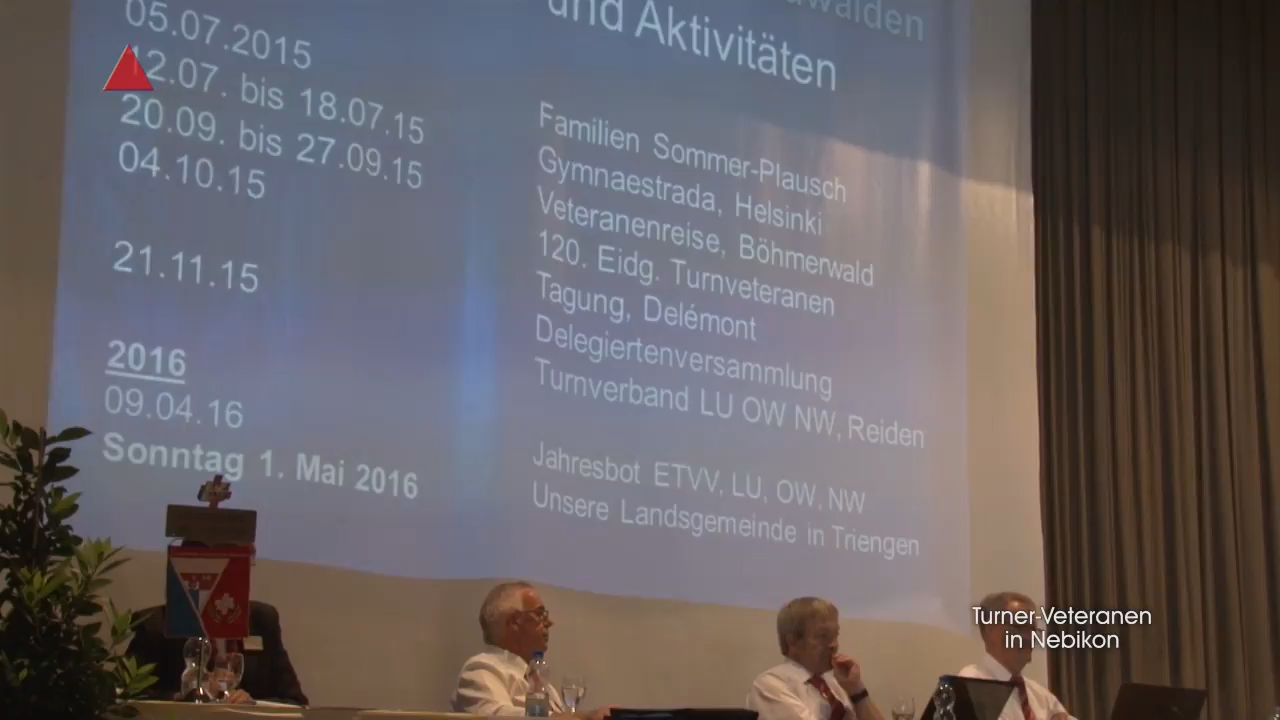 05.07.2015
12.07. bis 18.07.15
20.09. bis 27.09.15
04.10.15
21.11.15
2016
09.04.16
Sonntag 1. Mai 2016
und Aktivitäten
Familien Sommer-Plausch
Gymnaestrada, Helsinki
Veteranenreise, Böhmerwald
120. Eidg. Turnveteranen
Tagung, Delémont
Delegiertenversammlung
Turnverband LU OW NW, Reiden
Jahresbot ETVV, LU, OW, NW
Unsere Landsgemeinde in Triengen
Turner-Veteranen
in Nebikon